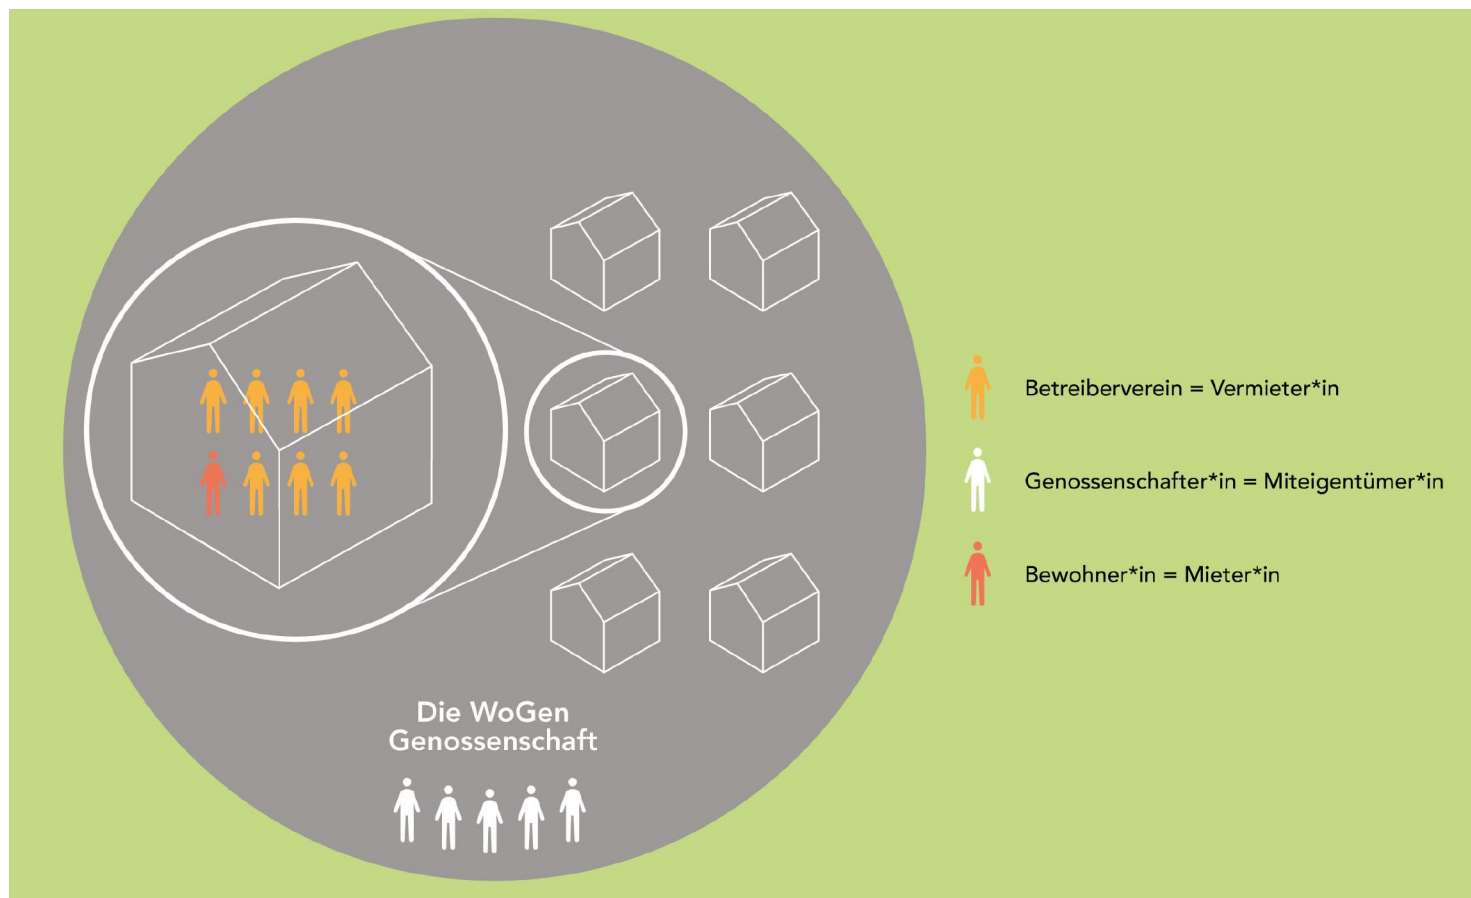 Betreiberverein = Vermieter*in
Genossenschafter*in = Miteigentümer*in
Bewohner*in = Mieter*in
Die WoGen
Genossenschaft